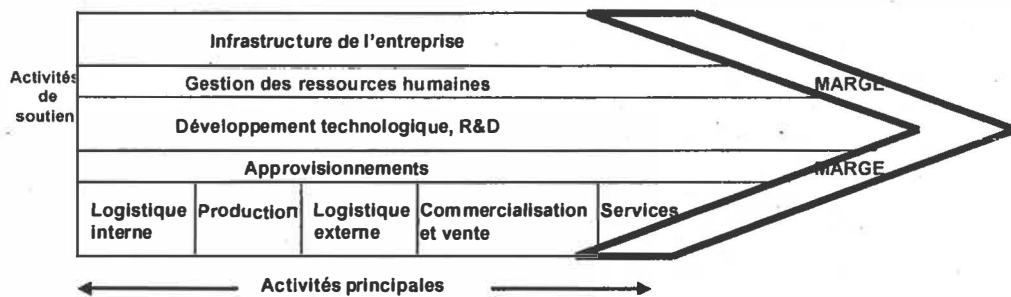 Infrastructure de l'entreprise
Activités
de
soutien
Gestion des ressources humaines
MARGE
Développement technologique, R&D
Approvisionnements
MARGE
Logistique
interne
Production
Logistique
externe
Commercialisation
et vente
Services
Activités principales